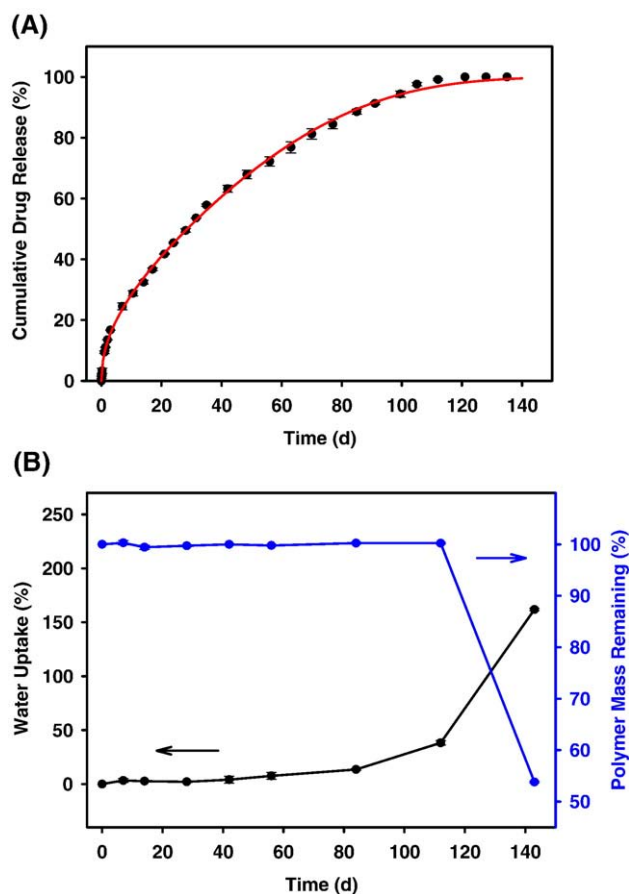 (A)
100
80
60
40
20
0
Cumulative Drug Release (%)
0 20 40 60 80 100 120 140
Time (d)
(B)
250
200
150
100
50
0
Water Uptake (%)
100
90
80
70
60
50
Polymer Mass Remaining (%)
0 20 40 60 80 100 120 140
Time (d)